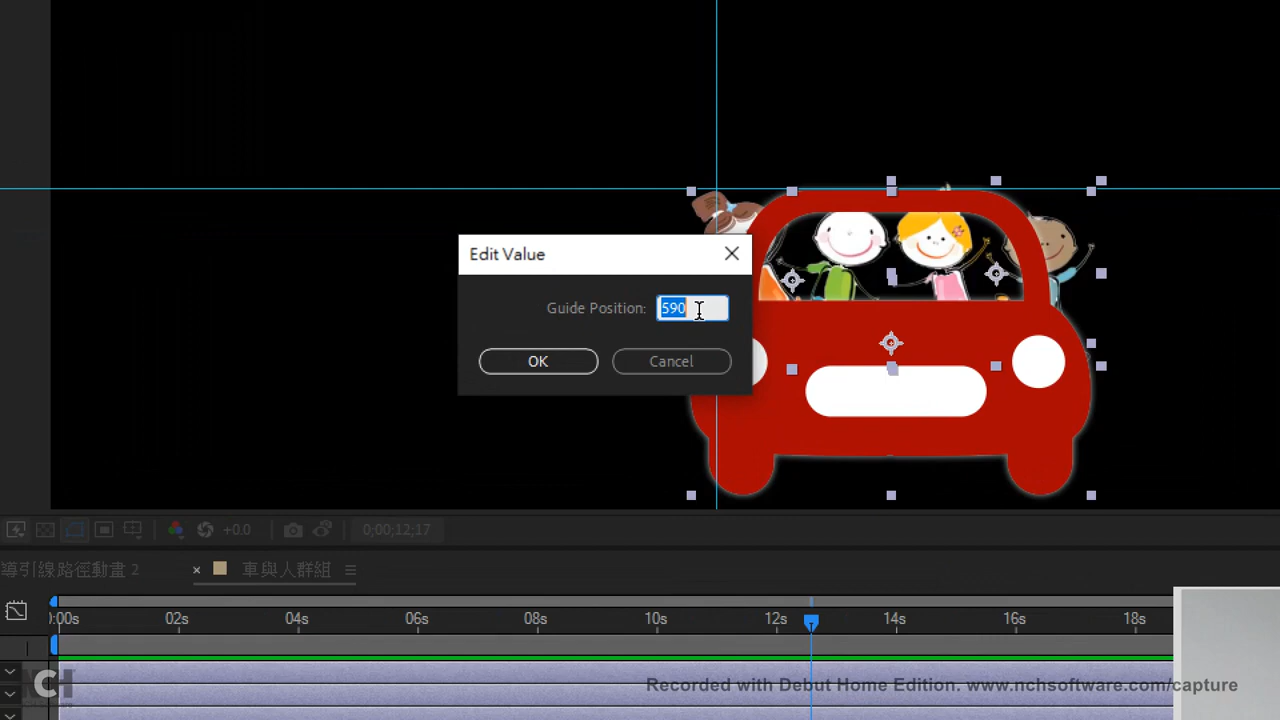 Edit Value
Guide Position: 590
OK Cancel
+0.0 0;00;12;17
導引線路徑動畫 2 × 車與人群組
0:00s 02s 04s 06s 08s 10s 12s 14s 16s 18s
NCH
Recorded with Debut Home Edition. www.nchsoftware.com/capture